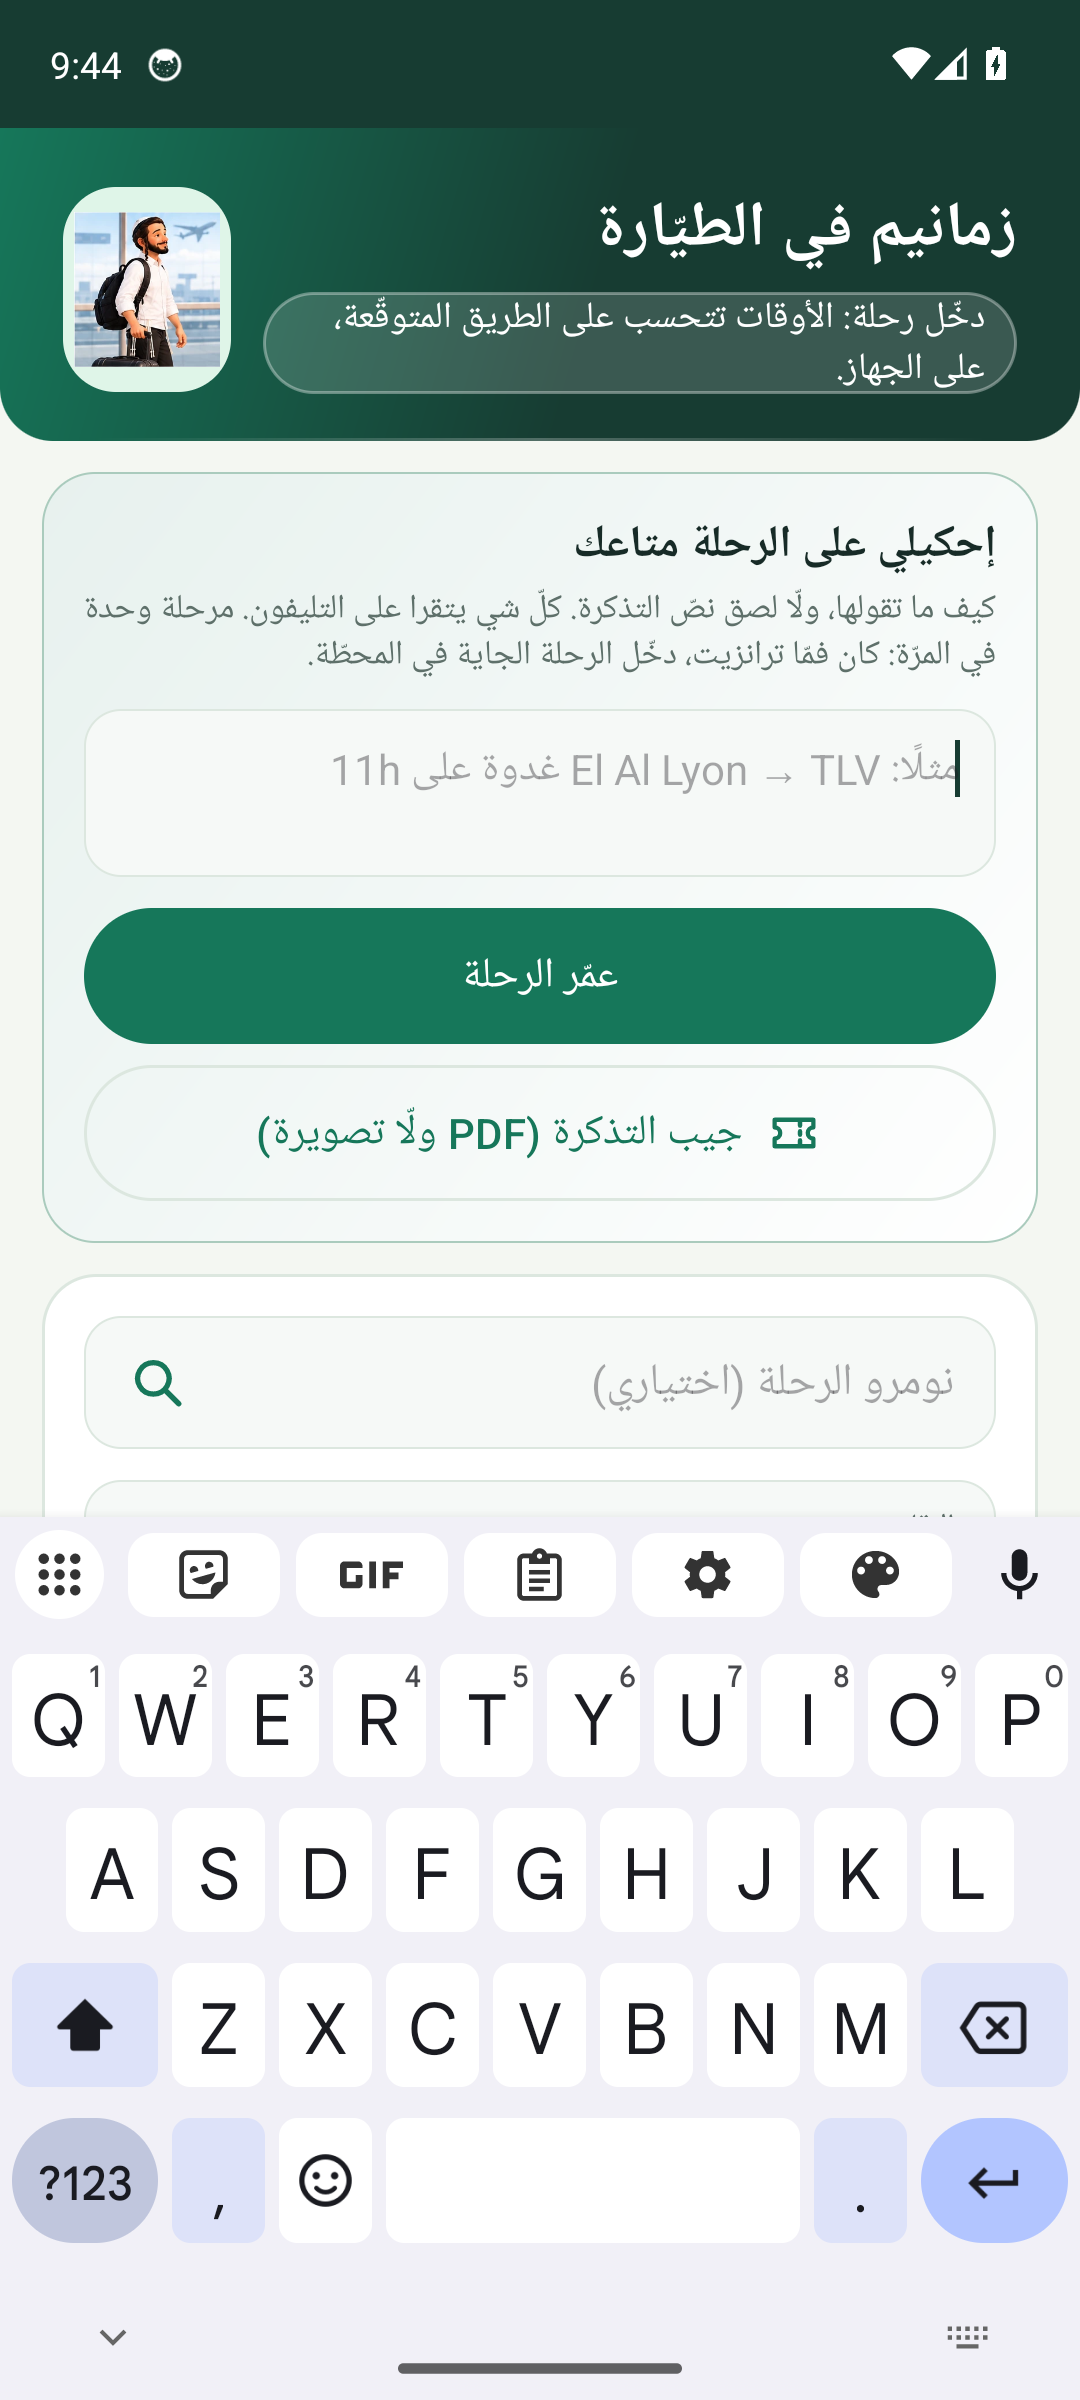 9:44
زمانيم في الطيّارة
دخّل رحلة: الأوقات تتحسب على الطريق المتوقّعة،
على الجهاز.
إحكيلي على الرحلة متاعك
كيف ما تقولها، ولّا لصق نصّ التذكرة. كلّ شي يتقرا على التليفون. مرحلة وحدة
في المرّة: كان فمّا ترانزيت، دخّل الرحلة الجاية في المحطّة.
مثلًا: El Al Lyon → TLV غدوة على 11h
عمّر الرحلة
جيب التذكرة (PDF ولّا تصويرة)
نومرو الرحلة (اختياري)
GIF
Q 1 W 2 E 3 R 4 T 5 Y 6 U 7 I 8 O 9 P 0
A S D F G H J K L
Z X C V B N M
?123 , .